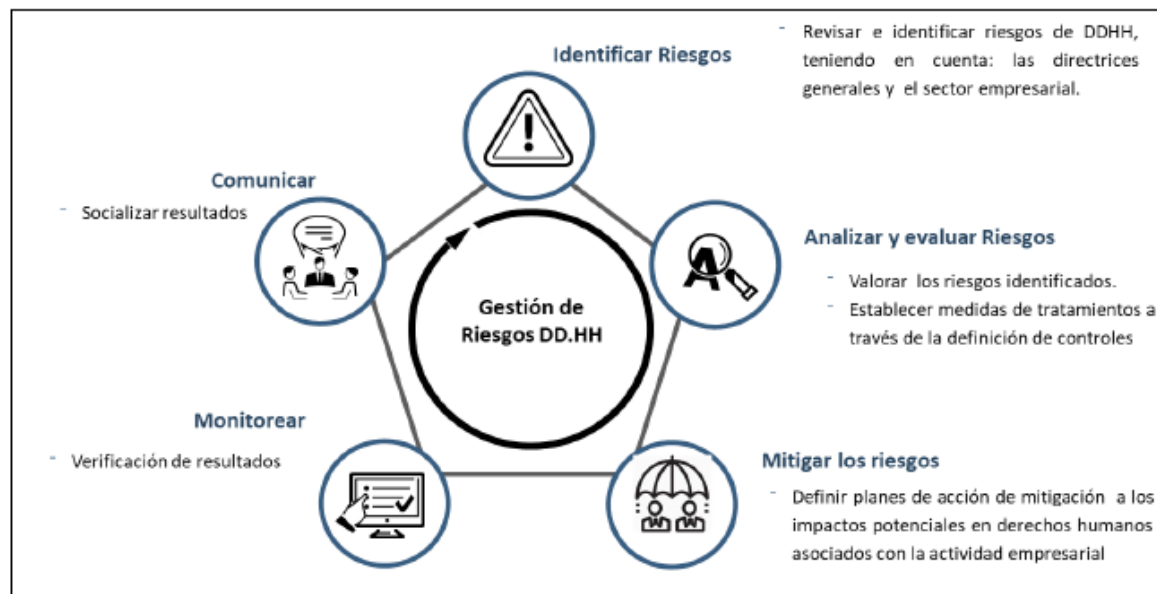 Identificar Riesgos
- Revisar e identificar riesgos de DDHH,
teniendo en cuenta: las directrices
generales y el sector empresarial.
Comunicar
- Socializar resultados
Analizar y evaluar Riesgos
- Valorar los riesgos identificados.
- Establecer medidas de tratamientos a
través de la definición de controles
Gestión de
Riesgos DD.HH
Monitorear
- Verificación de resultados
Mitigar los riesgos
- Definir planes de acción de mitigación a los
impactos potenciales en derechos humanos
asociados con la actividad empresarial